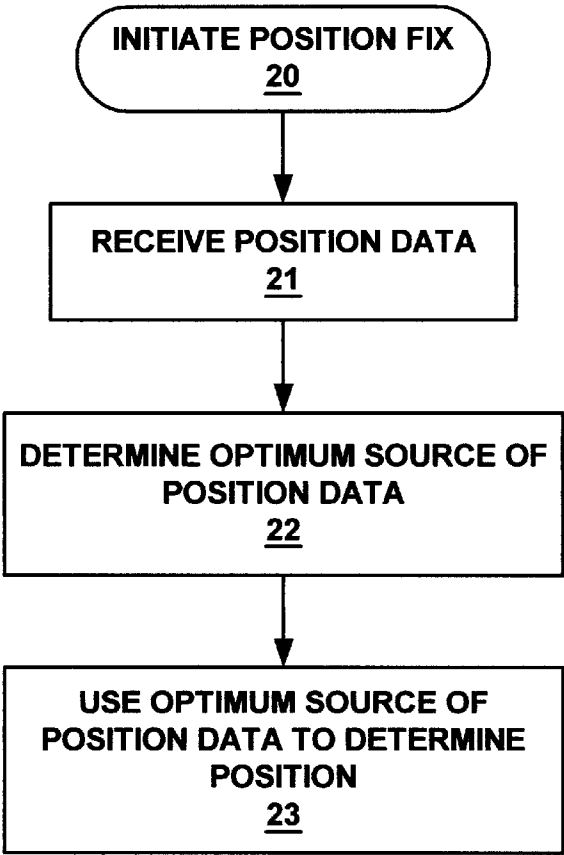 INITIATE POSITION FIX
20
RECEIVE POSITION DATA
21
DETERMINE OPTIMUM SOURCE OF
POSITION DATA
22
USE OPTIMUM SOURCE OF
POSITION DATA TO DETERMINE
POSITION
23